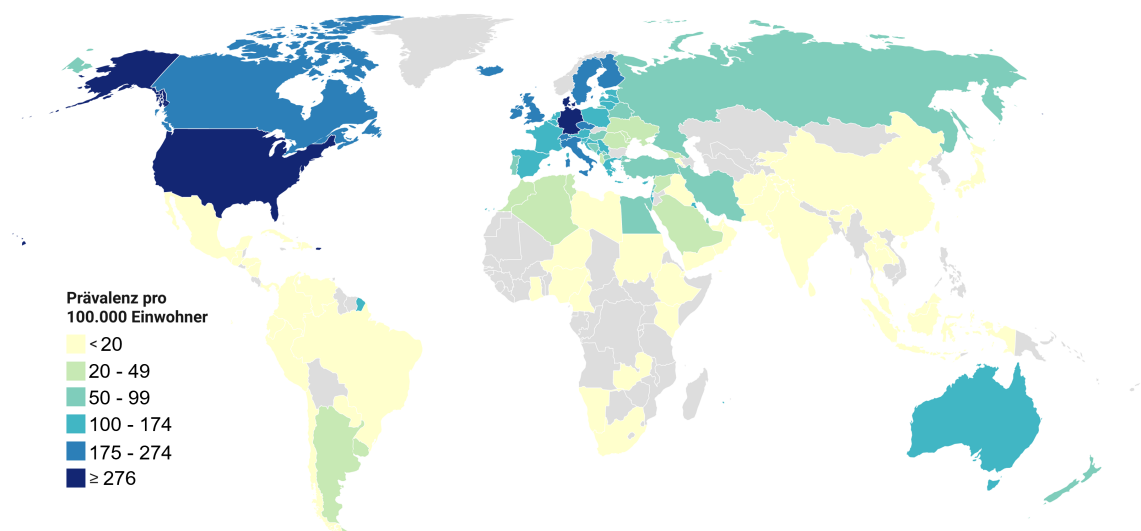 Prävalenz pro
100.000 Einwohner
< 20
20 - 49
50 - 99
100 - 174
175 - 274
≥ 276